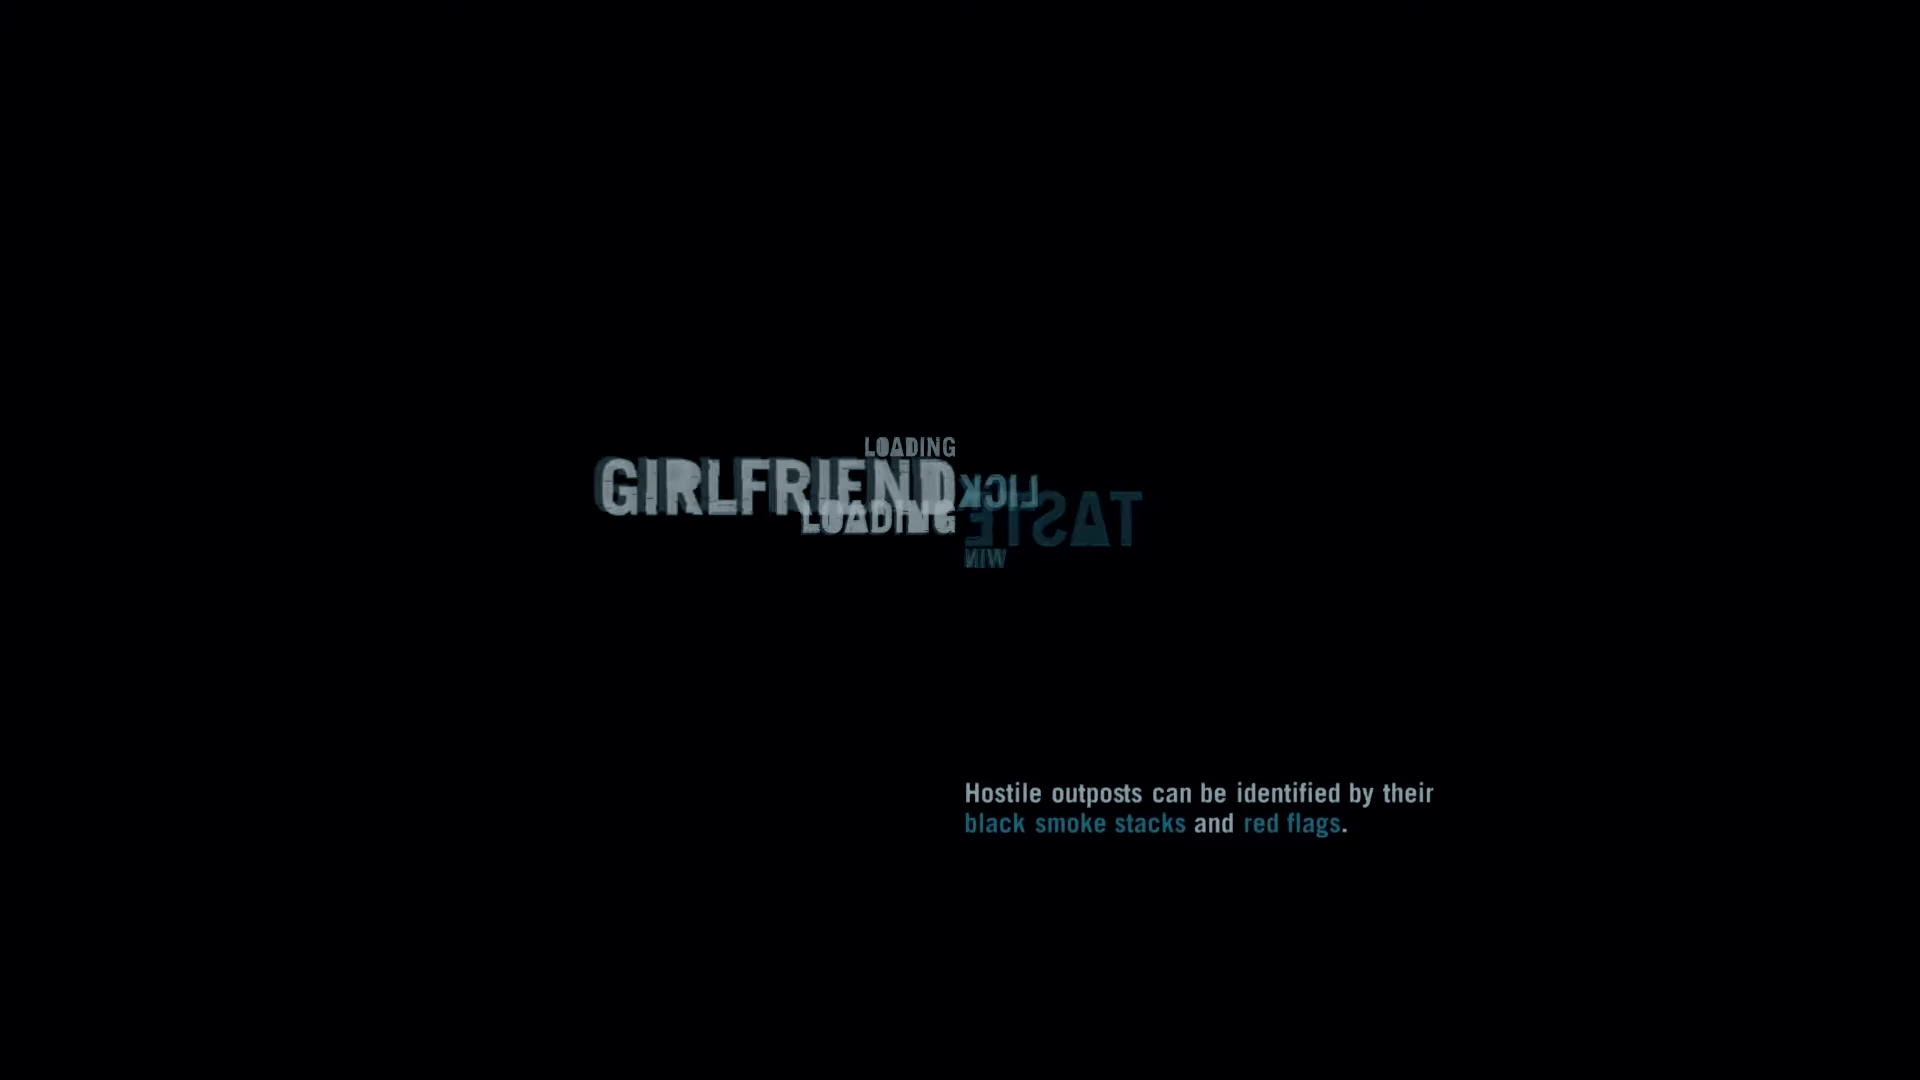 LOADING
GIRLFRIEND
LICK
TASTE
LOADING
WIN
Hostile outposts can be identified by their
black smoke stacks and red flags.